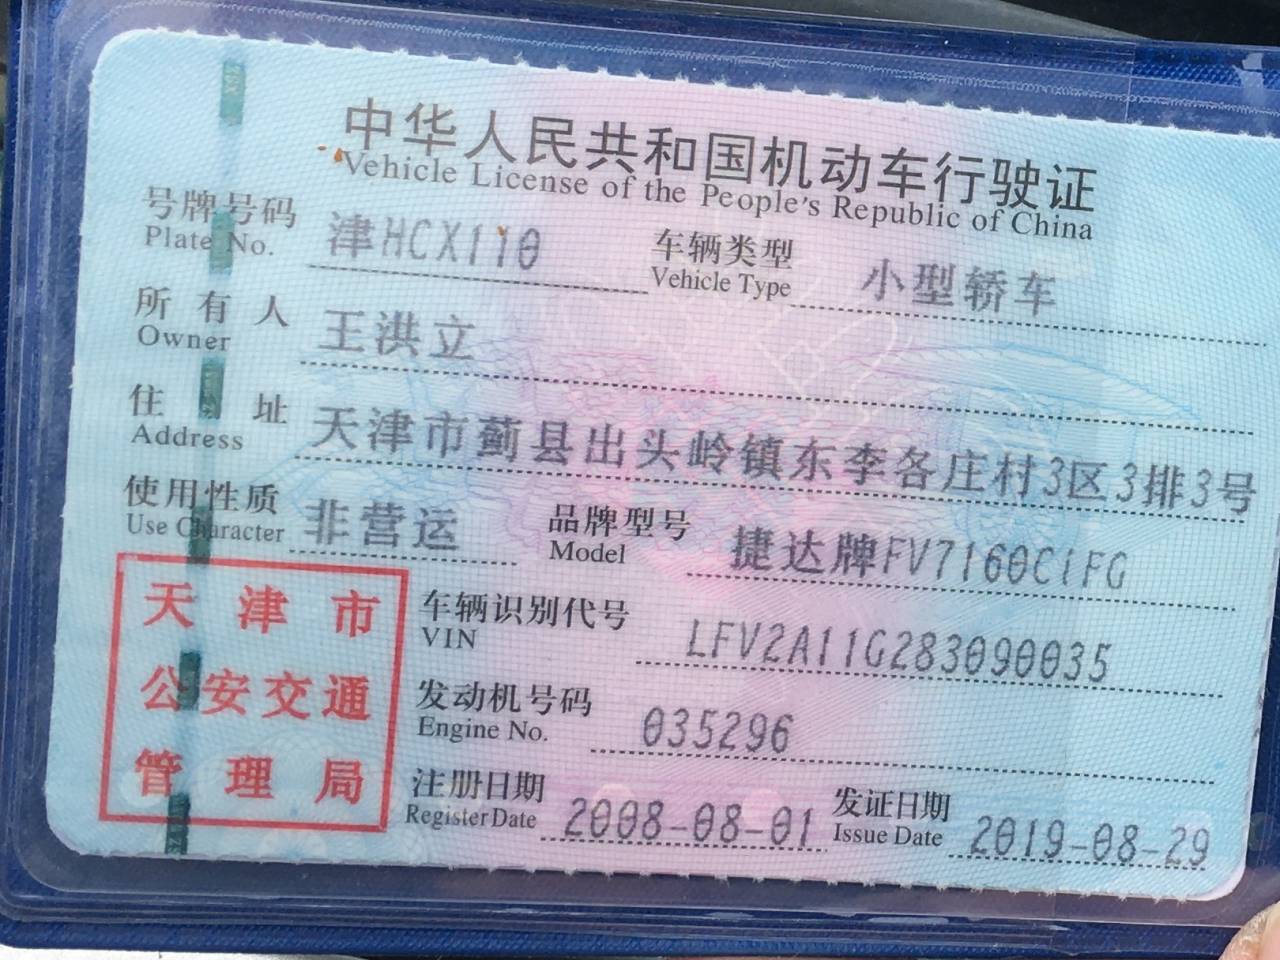 中华人民共和国机动车行驶证
Vehicle License of the People's Republic of China
号牌号码 津HCX110 车辆类型 小型轿车
Plate No. Vehicle Type
所有人 王洪立
Owner
住址 天津市蓟县出头岭镇东李各庄村3区3排3号
Address
使用性质 非营运 品牌型号 捷达牌FV7160CiFG
Use Character Model
天津市
公安交通
管理局
车辆识别代号 LFV2A11G283090035
VIN
发动机号码 035296
Engine No.
注册日期 2008-08-01 发证日期 2019-08-29
Register Date Issue Date